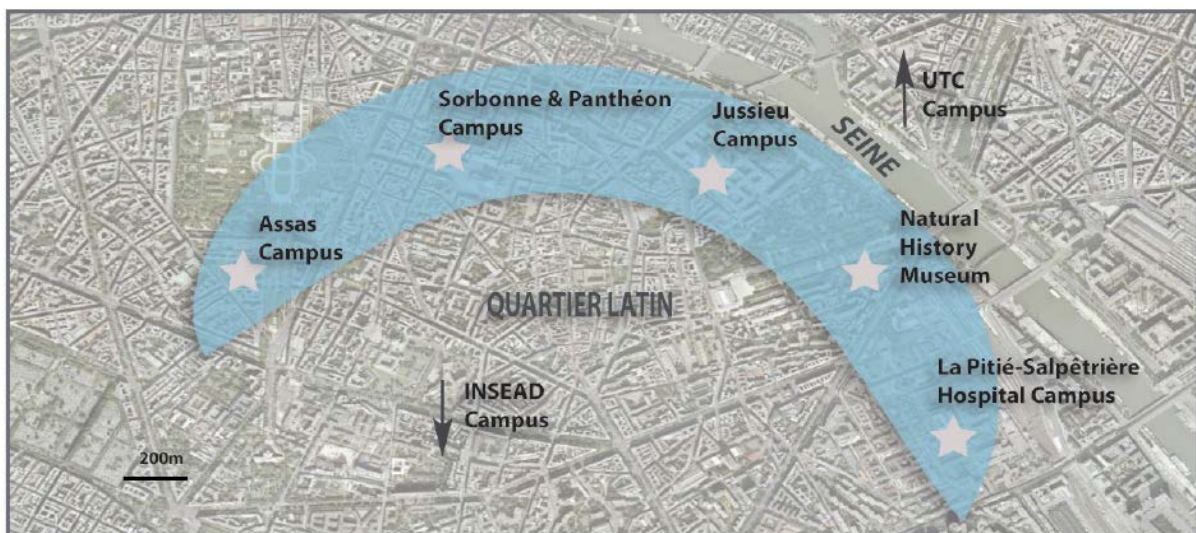 Sorbonne & Panthéon
Campus
Jussieu
Campus
UTC
Campus
SEINE
Assas
Campus
Natural
History
Museum
QUARTIER LATIN
La Pitié-Salpêtrière
Hospital Campus
INSEAD
Campus
200m